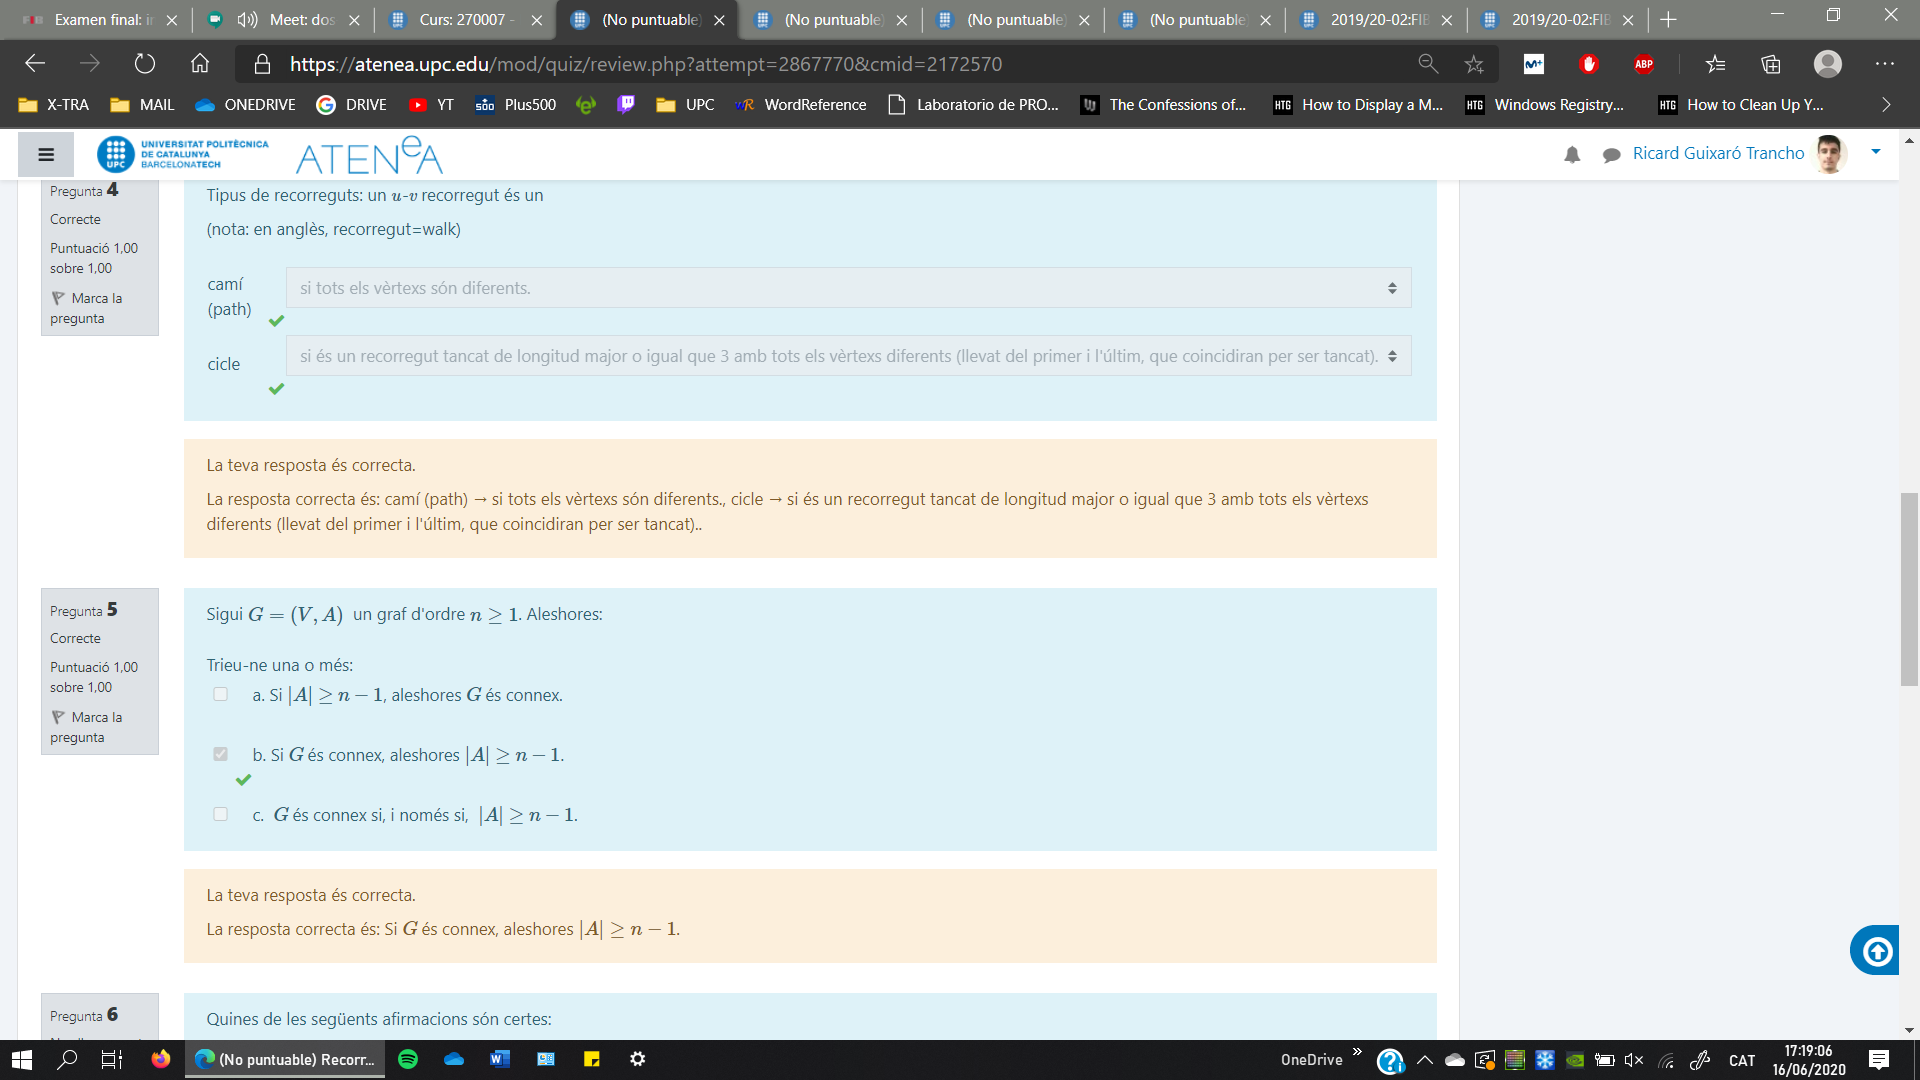 Examen final: ir
Meet: dos
Curs: 270007 -
(No puntuable)
(No puntuable)
(No puntuable)
(No puntuable)
2019/20-02:FIB
2019/20-02:FIB
https://atenea.upc.edu/mod/quiz/review.php?attempt=2867770&cmid=2172570
X-TRA
MAIL
ONEDRIVE
DRIVE
YT
Plus500
UPC
WordReference
Laboratorio de PRO...
The Confessions of...
How to Display a M...
Windows Registry...
How to Clean Up Y...
UPC
UNIVERSITAT POLITÈCNICA
DE CATALUNYA
BARCELONATECH
ATENeA
Ricard Guixaró Trancho
Pregunta 4
Correcte
Puntuació 1,00
sobre 1,00
Marca la
pregunta
Tipus de recorreguts: un u-v recorregut és un
(nota: en anglès, recorregut=walk)
camí
(path)
si tots els vèrtexs són diferents.
cicle
si és un recorregut tancat de longitud major o igual que 3 amb tots els vèrtexs diferents (llevat del primer i l'últim, que coincidiran per ser tancat).
La teva resposta és correcta.
La resposta correcta és: camí (path) → si tots els vèrtexs són diferents., cicle → si és un recorregut tancat de longitud major o igual que 3 amb tots els vèrtexs
diferents (llevat del primer i l'últim, que coincidiran per ser tancat)..
Pregunta 5
Correcte
Puntuació 1,00
sobre 1,00
Marca la
pregunta
Sigui G = (V, A) un graf d'ordre n ≥ 1. Aleshores:
Trieu-ne una o més:
a. Si |A| ≥ n − 1, aleshores G és connex.
b. Si G és connex, aleshores |A| ≥ n − 1.
c. G és connex si, i només si, |A| ≥ n − 1.
La teva resposta és correcta.
La resposta correcta és: Si G és connex, aleshores |A| ≥ n − 1.
Pregunta 6
Quines de les següents afirmacions són certes:
(No puntuable) Recorr...
OneDrive
CAT
17:19:06
16/06/2020